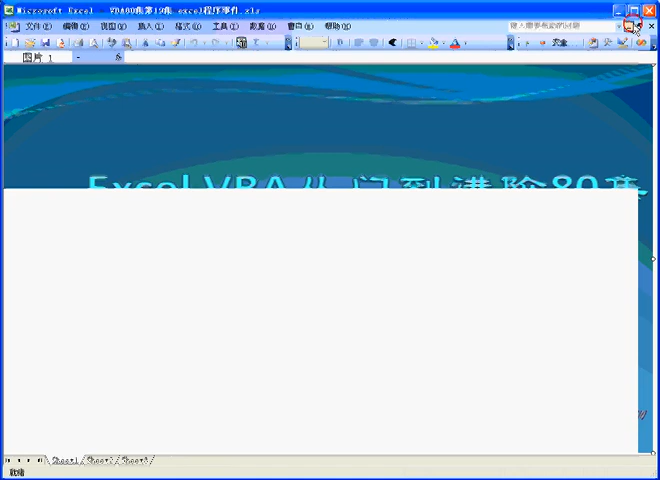 Microsoft Excel - VBA80集第19集 excel程序事件.xls
文件(F) 编辑(E) 视图(V) 插入(I) 格式(O) 工具(T) 数据(D) 窗口(W) 帮助(H) 键入需要帮助的问题
安全
图片 1
Excel VBA从入门到进阶80集
Sheet1 Sheet2 Sheet3
就绪